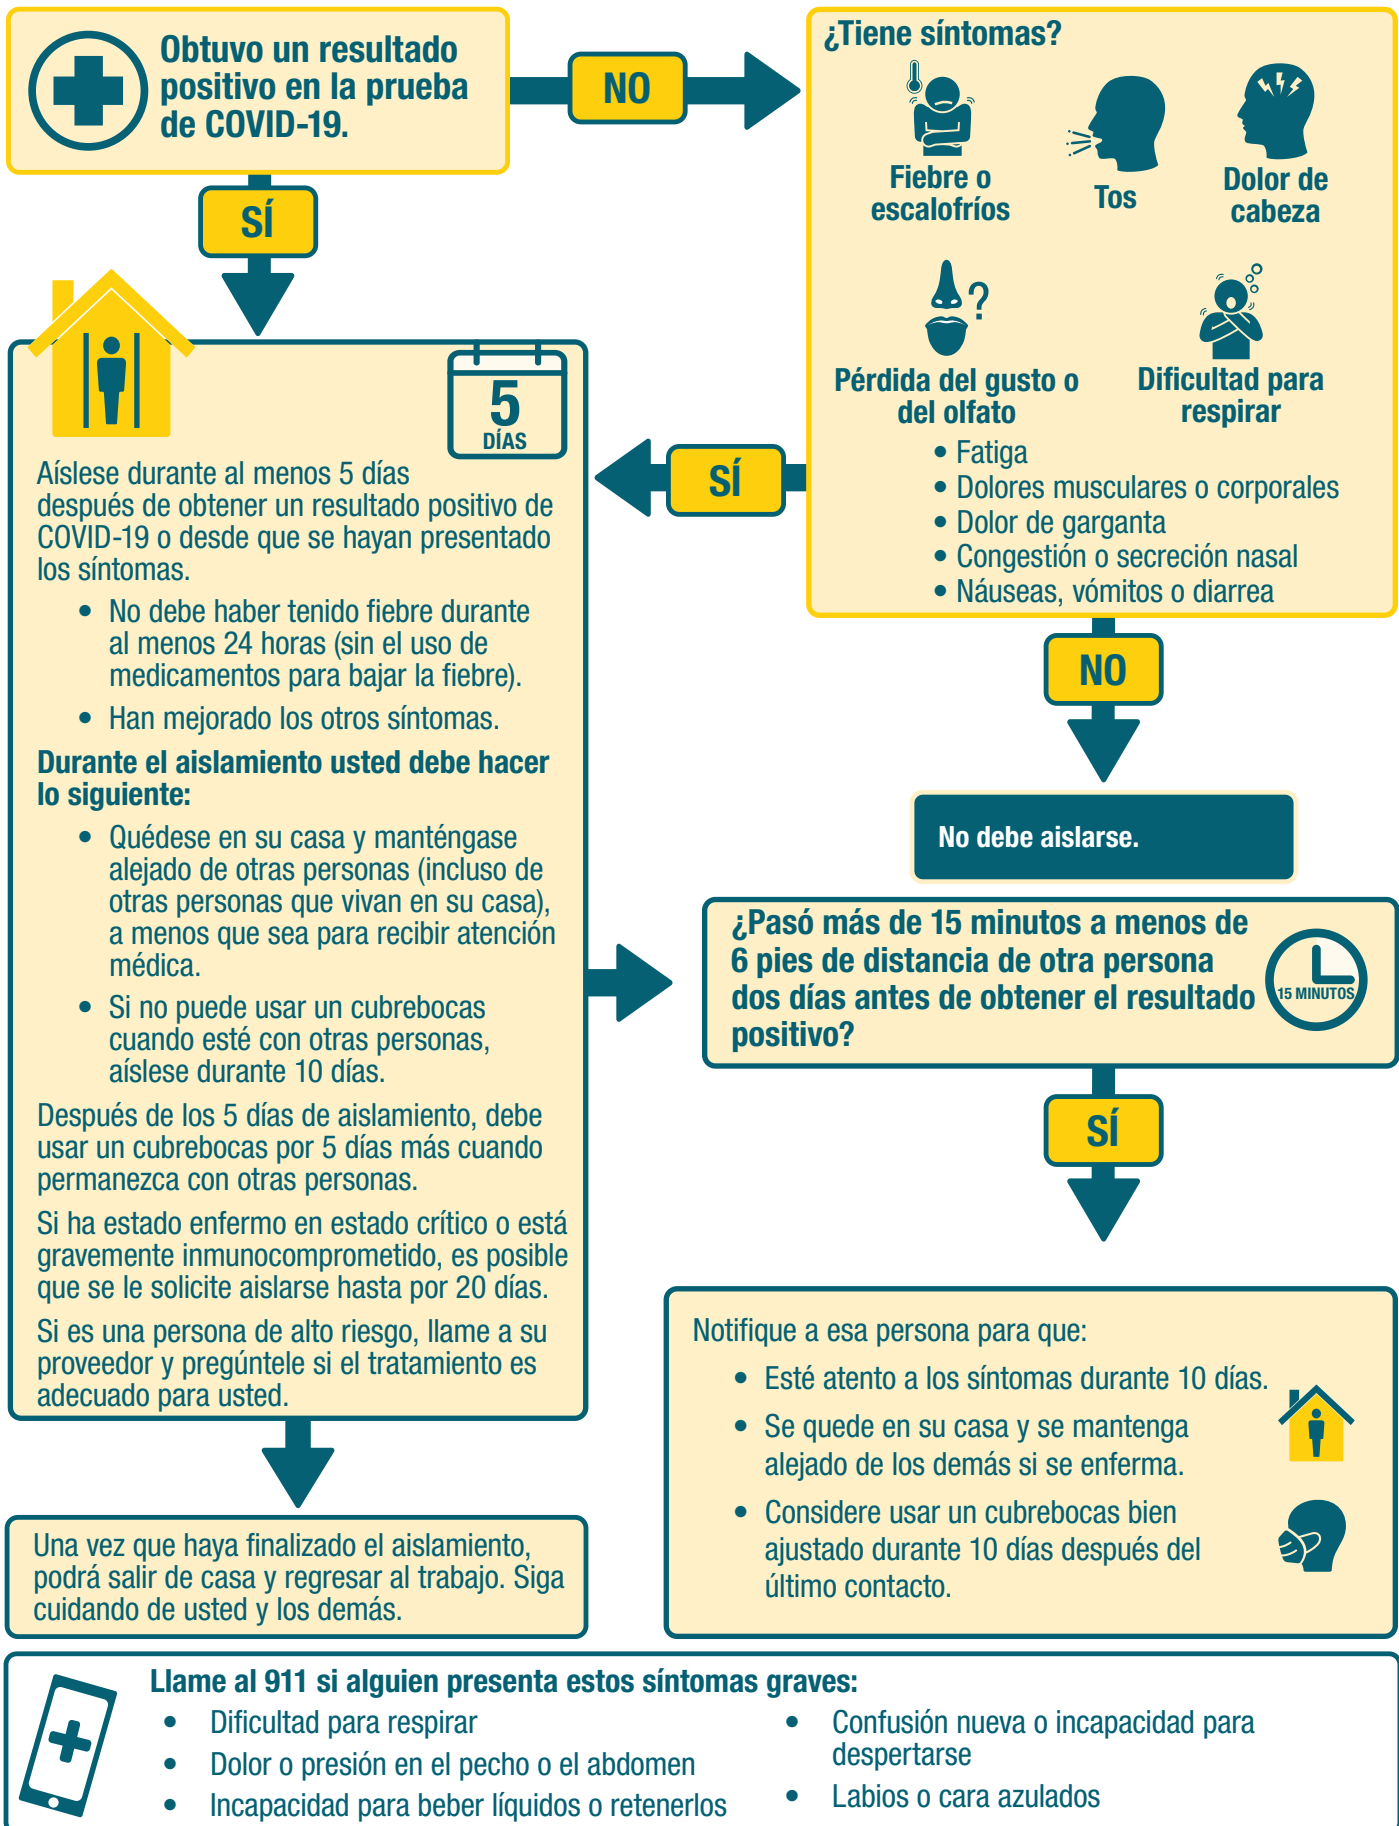 Obtuvo un resultado
positivo en la prueba
de COVID-19.
NO
SÍ
¿Tiene síntomas?
Fiebre o
escalofríos
Tos
Dolor de
cabeza
?
Pérdida del gusto o
del olfato
Dificultad para
respirar
• Fatiga
• Dolores musculares o corporales
• Dolor de garganta
• Congestión o secreción nasal
• Náuseas, vómitos o diarrea
SÍ
NO
5
DÍAS
Aíslese durante al menos 5 días
después de obtener un resultado positivo de
COVID-19 o desde que se hayan presentado
los síntomas.
• No debe haber tenido fiebre durante
al menos 24 horas (sin el uso de
medicamentos para bajar la fiebre).
• Han mejorado los otros síntomas.
Durante el aislamiento usted debe hacer
lo siguiente:
• Quédese en su casa y manténgase
alejado de otras personas (incluso de
otras personas que vivan en su casa),
a menos que sea para recibir atención
médica.
• Si no puede usar un cubrebocas
cuando esté con otras personas,
aíslese durante 10 días.
Después de los 5 días de aislamiento, debe
usar un cubrebocas por 5 días más cuando
permanezca con otras personas.
Si ha estado enfermo en estado crítico o está
gravemente inmunocomprometido, es posible
que se le solicite aislarse hasta por 20 días.
Si es una persona de alto riesgo, llame a su
proveedor y pregúntele si el tratamiento es
adecuado para usted.
Una vez que haya finalizado el aislamiento,
podrá salir de casa y regresar al trabajo. Siga
cuidando de usted y los demás.
No debe aislarse.
¿Pasó más de 15 minutos a menos de
6 pies de distancia de otra persona
dos días antes de obtener el resultado
positivo?
15 MINUTOS
SÍ
Notifique a esa persona para que:
• Esté atento a los síntomas durante 10 días.
• Se quede en su casa y se mantenga
alejado de los demás si se enferma.
• Considere usar un cubrebocas bien
ajustado durante 10 días después del
último contacto.
Llame al 911 si alguien presenta estos síntomas graves:
• Dificultad para respirar
• Dolor o presión en el pecho o el abdomen
• Incapacidad para beber líquidos o retenerlos
• Confusión nueva o incapacidad para
despertarse
• Labios o cara azulados